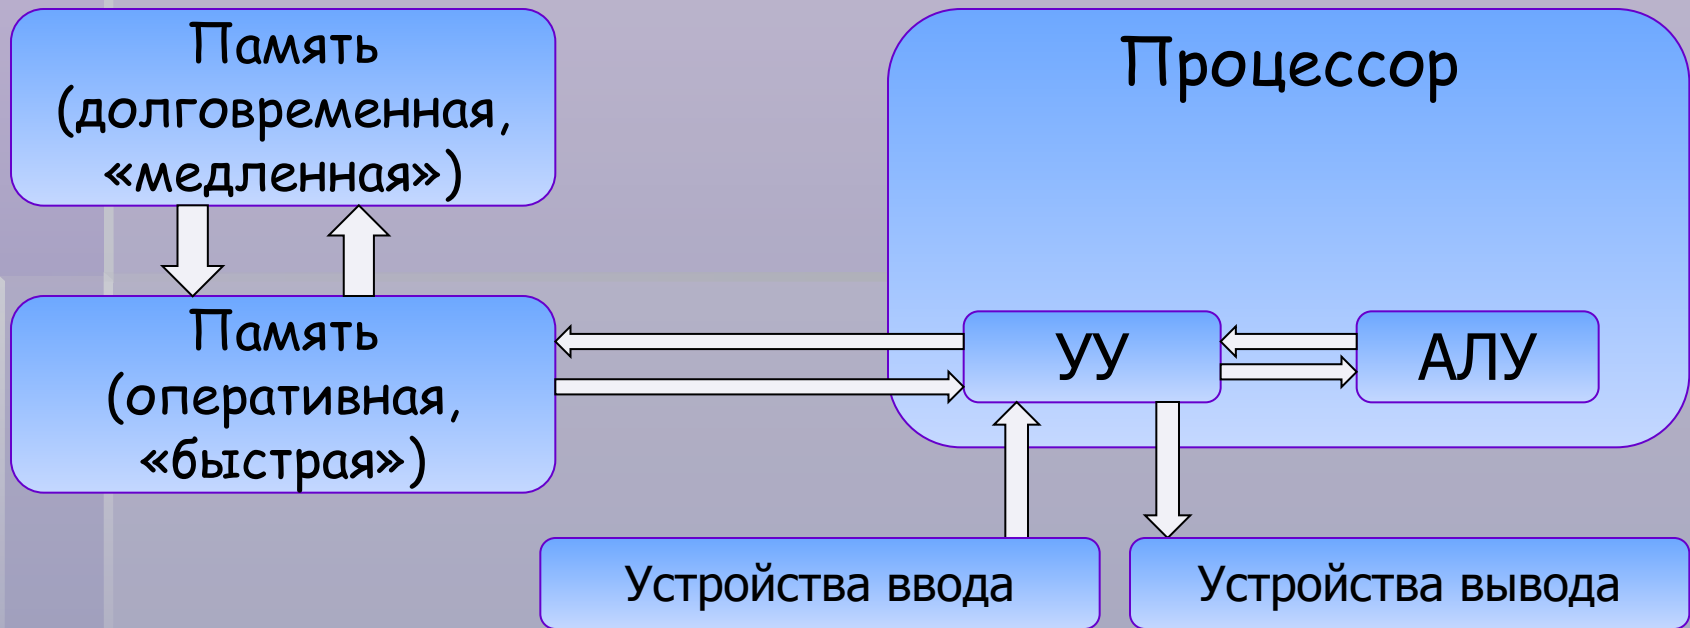 Память
(долговременная,
«медленная»)
Процессор
Память
(оперативная,
«быстрая»)
УУ
АЛУ
Устройства ввода
Устройства вывода